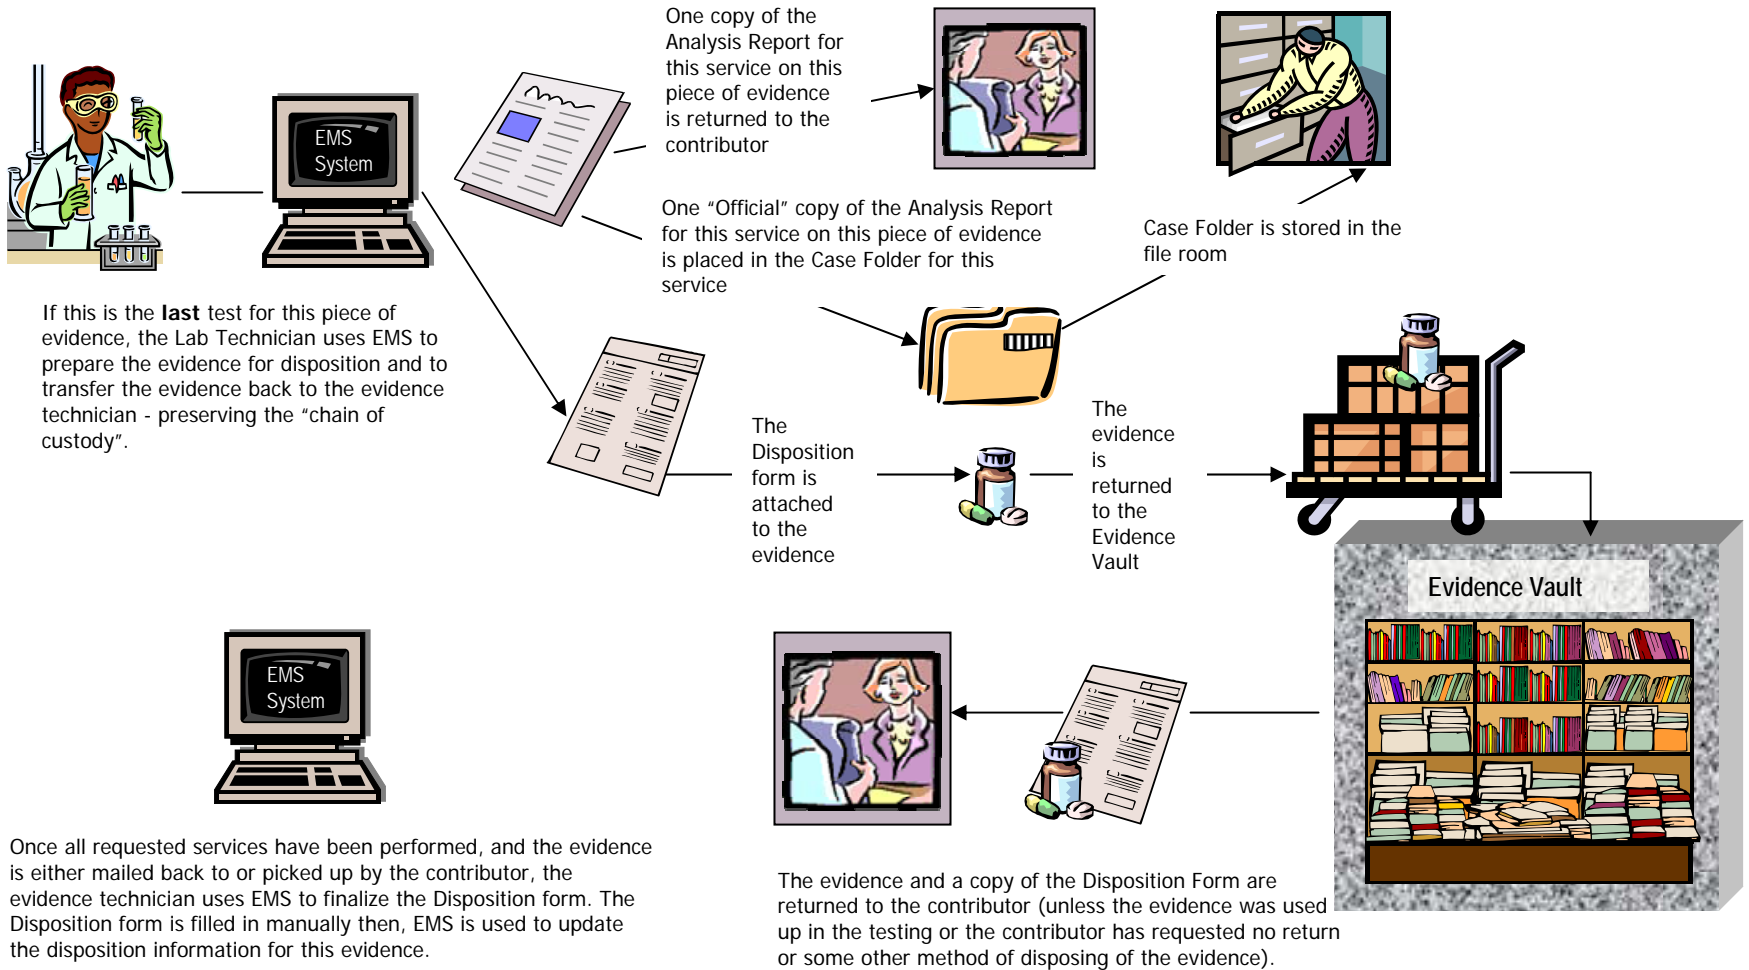 EMS
System
One copy of the
Analysis Report for
this service on this
piece of evidence
is returned to the
contributor
One “Official” copy of the Analysis Report
for this service on this piece of evidence
is placed in the Case Folder for this
service
Case Folder is stored in the
file room
If this is the last test for this piece of
evidence, the Lab Technician uses EMS to
prepare the evidence for disposition and to
transfer the evidence back to the evidence
technician - preserving the “chain of
custody”.
The
Disposition
form is
attached
to the
evidence
The
evidence
is
returned
to the
Evidence
Vault
Evidence Vault
EMS
System
Once all requested services have been performed, and the evidence
is either mailed back to or picked up by the contributor, the
evidence technician uses EMS to finalize the Disposition form. The
Disposition form is filled in manually then, EMS is used to update
the disposition information for this evidence.
The evidence and a copy of the Disposition Form are
returned to the contributor (unless the evidence was used
up in the testing or the contributor has requested no return
or some other method of disposing of the evidence).